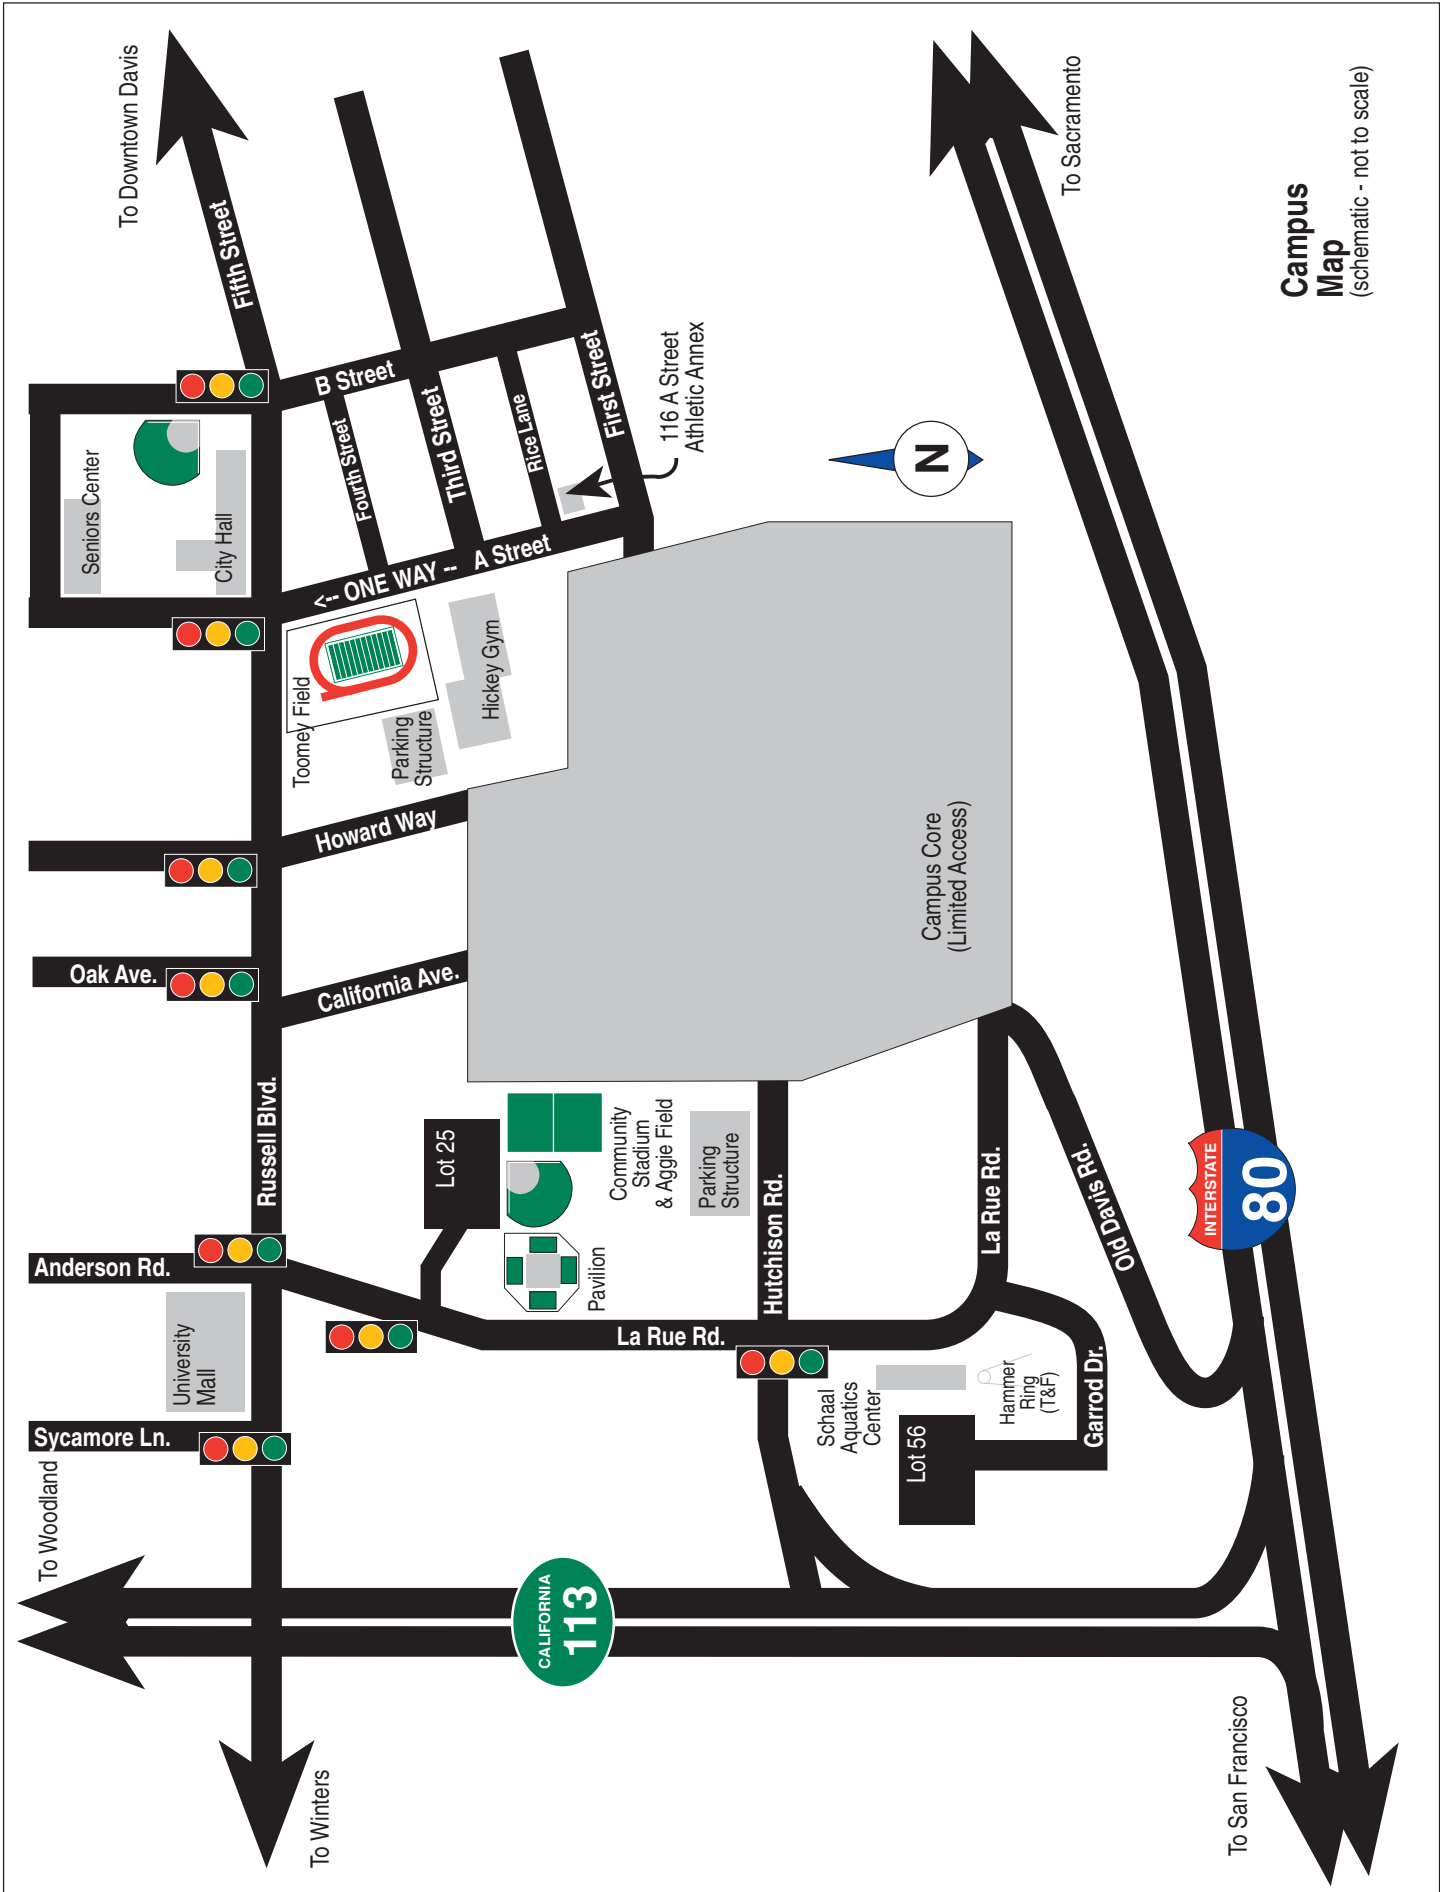 To Downtown Davis
Fifth Street
B Street
Fourth Street
Third Street
Rice Lane
First Street
116 A Street
Athletic Annex
To Sacramento
Campus
Map
(schematic - not to scale)
N
Seniors Center
City Hall
<-- ONE WAY -- A Street
Toomey Field
Parking
Structure
Hickey Gym
Howard Way
Oak Ave.
California Ave.
Campus Core
(Limited Access)
Russell Blvd.
Lot 25
Community
Stadium
& Aggie Field
Parking
Structure
Hutchison Rd.
La Rue Rd.
Old Davis Rd.
INTERSTATE
80
Anderson Rd.
Pavilion
University
Mall
La Rue Rd.
Schaal
Aquatics
Center
Hammer
Ring
(T&F)
Garrod Dr.
Lot 56
Sycamore Ln.
To Woodland
CALIFORNIA
113
To Winters
To San Francisco